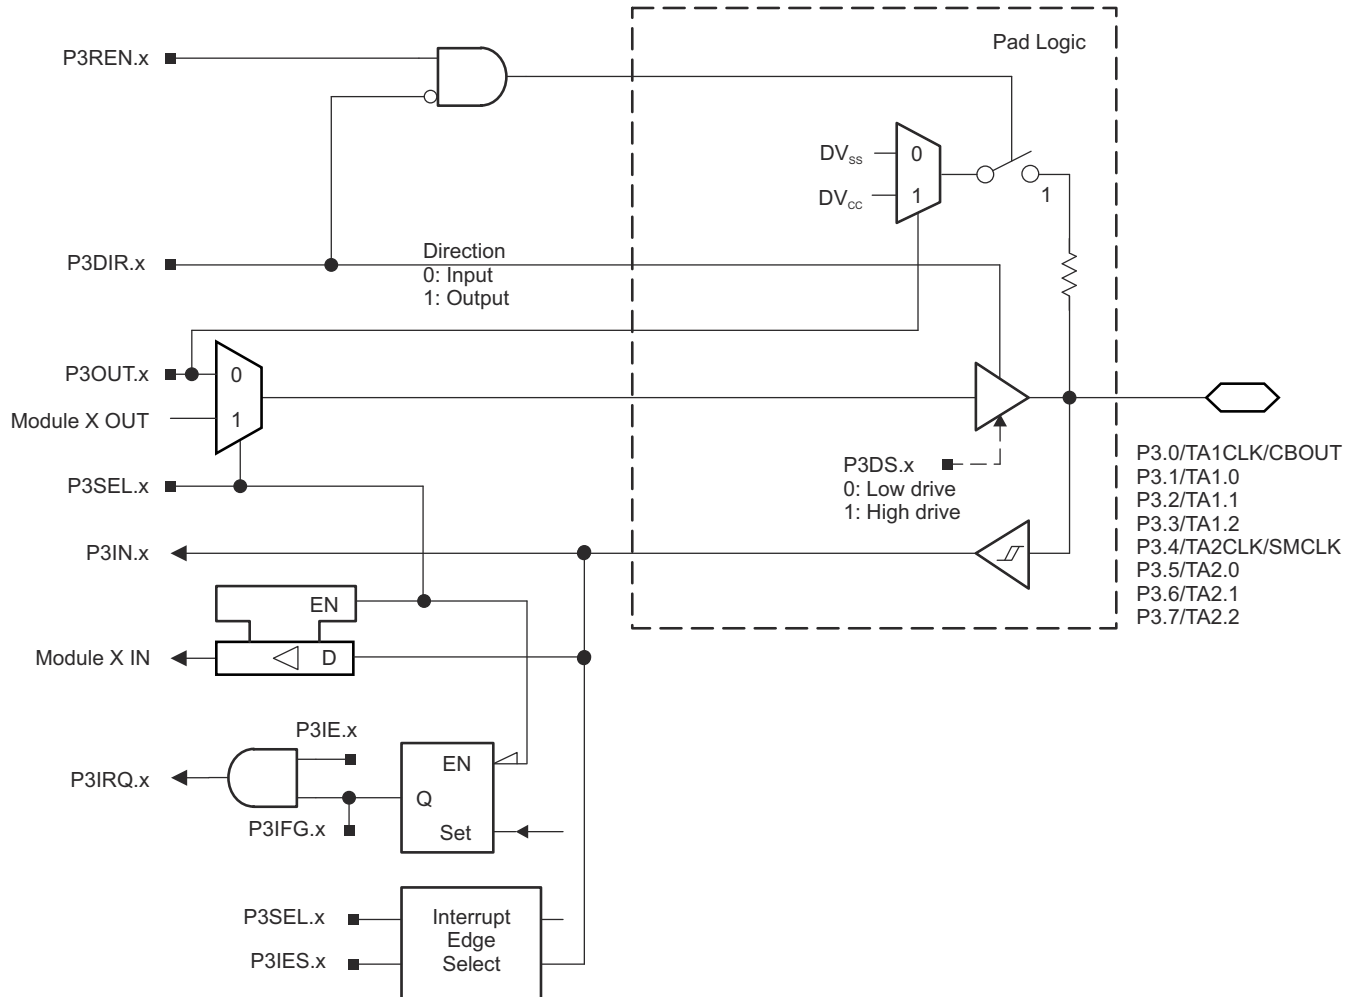 Pad Logic
P3REN.x
DVSS
0
DVCC
1
1
P3DIR.x
Direction
0: Input
1: Output
P3OUT.x
0
Module X OUT
1
P3DS.x
0: Low drive
1: High drive
P3SEL.x
P3.0/TA1CLK/CBOUT
P3.1/TA1.0
P3.2/TA1.1
P3.3/TA1.2
P3.4/TA2CLK/SMCLK
P3.5/TA2.0
P3.6/TA2.1
P3.7/TA2.2
P3IN.x
EN
Module X IN
D
P3IE.x
EN
P3IRQ.x
Q
P3IFG.x
Set
P3SEL.x
P3IES.x
Interrupt
Edge
Select